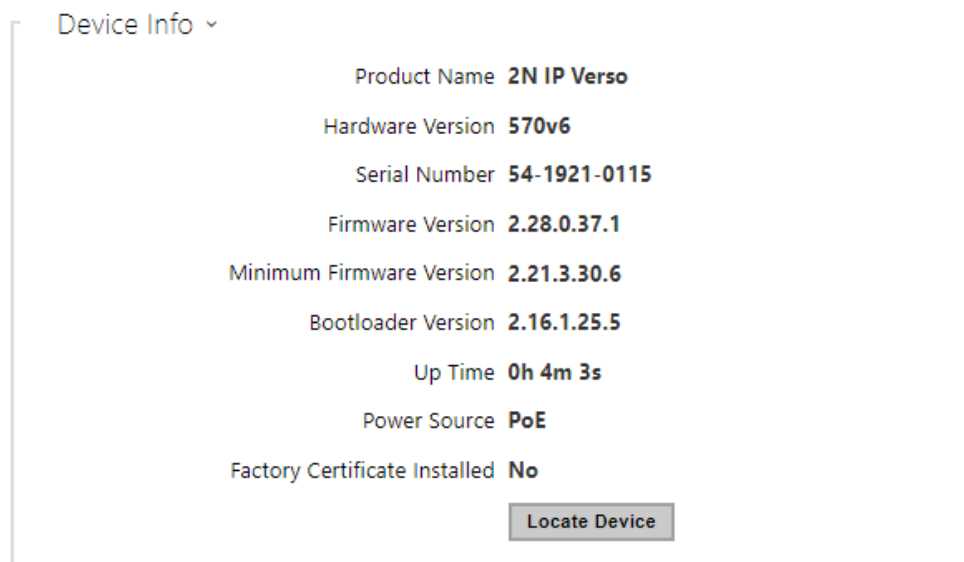 Device Info
Product Name 2N IP Verso
Hardware Version 570v6
Serial Number 54-1921-0115
Firmware Version 2.28.0.37.1
Minimum Firmware Version 2.21.3.30.6
Bootloader Version 2.16.1.25.5
Up Time 0h 4m 3s
Power Source PoE
Factory Certificate Installed No
Locate Device